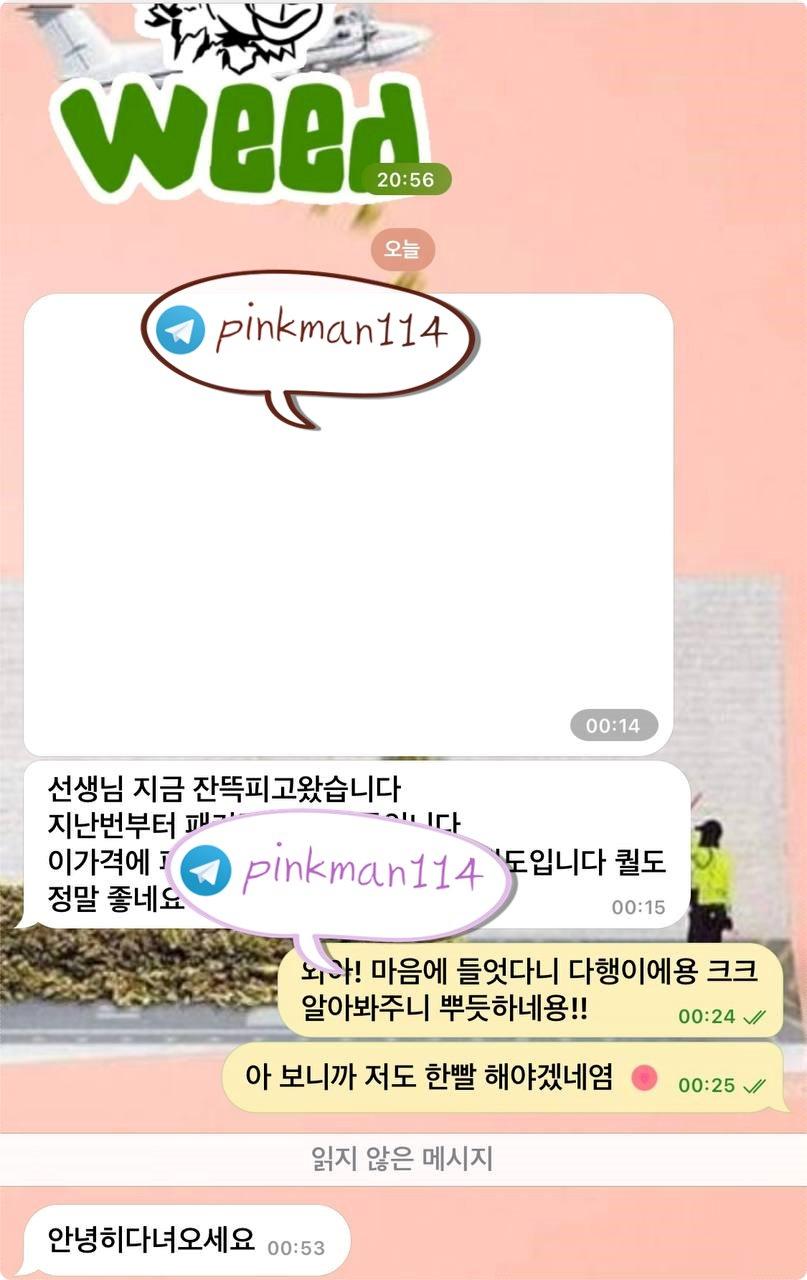 weed
20:56
오늘
pinkman114
00:14
선생님 지금 잔뜩피고왔습니다
지난번부터
이가격에 도입니다 퀄도
정말 좋네요
00:15
pinkman114
와아! 마음에 들엇다니 다행이에용 크크
알아봐주니 뿌듯하네용!!
00:24
아 보니까 저도 한빨 해야겠네염
00:25
읽지 않은 메시지
안녕히다녀오세요
00:53